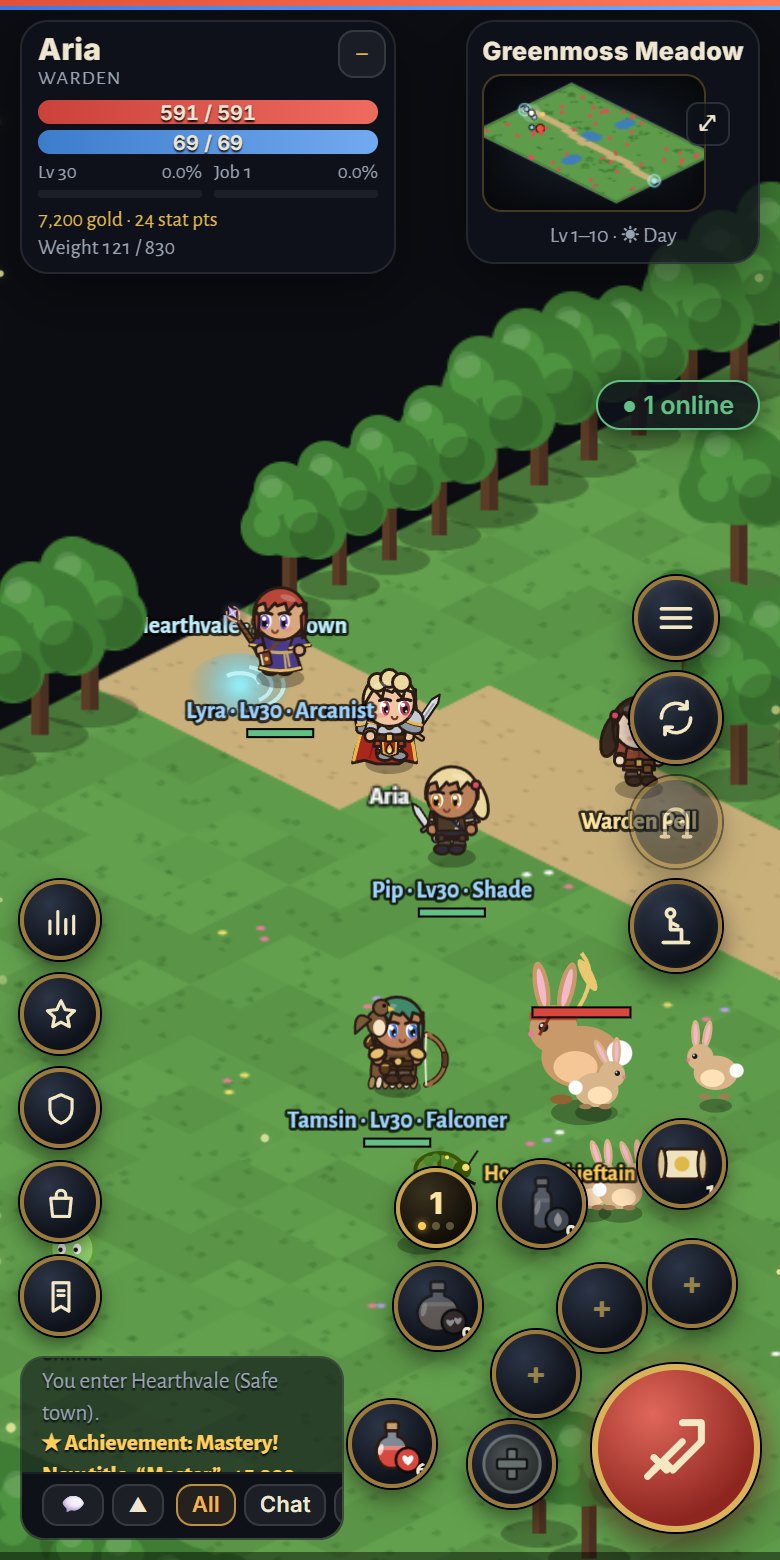 Aria
WARDEN
591 / 591
69 / 69
Lv 30 0.0% Job 1 0.0%
7,200 gold · 24 stat pts
Weight 121 / 830
Greenmoss Meadow
Lv 1–10 · ☀ Day
1 online
Lyra · Lv30 · Arcanist
Aria
Warden
Pip · Lv30 · Shade
Tamsin · Lv30 · Falconer
1
You enter Hearthvale (Safe
town).
★ Achievement: Mastery!
All Chat